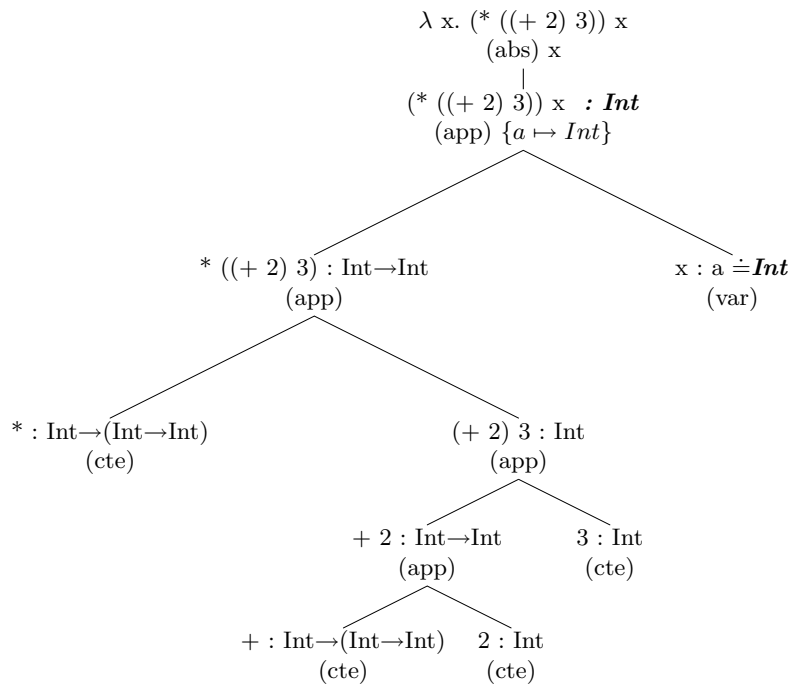 λ x. (* ((+ 2) 3)) x
(abs) x
(* ((+ 2) 3)) x : Int
(app) {a ↦ Int}
* ((+ 2) 3) : Int→Int
(app)
x : a ≐Int
(var)
* : Int→(Int→Int)
(cte)
(+ 2) 3 : Int
(app)
+ 2 : Int→Int
(app)
3 : Int
(cte)
+ : Int→(Int→Int)
(cte)
2 : Int
(cte)